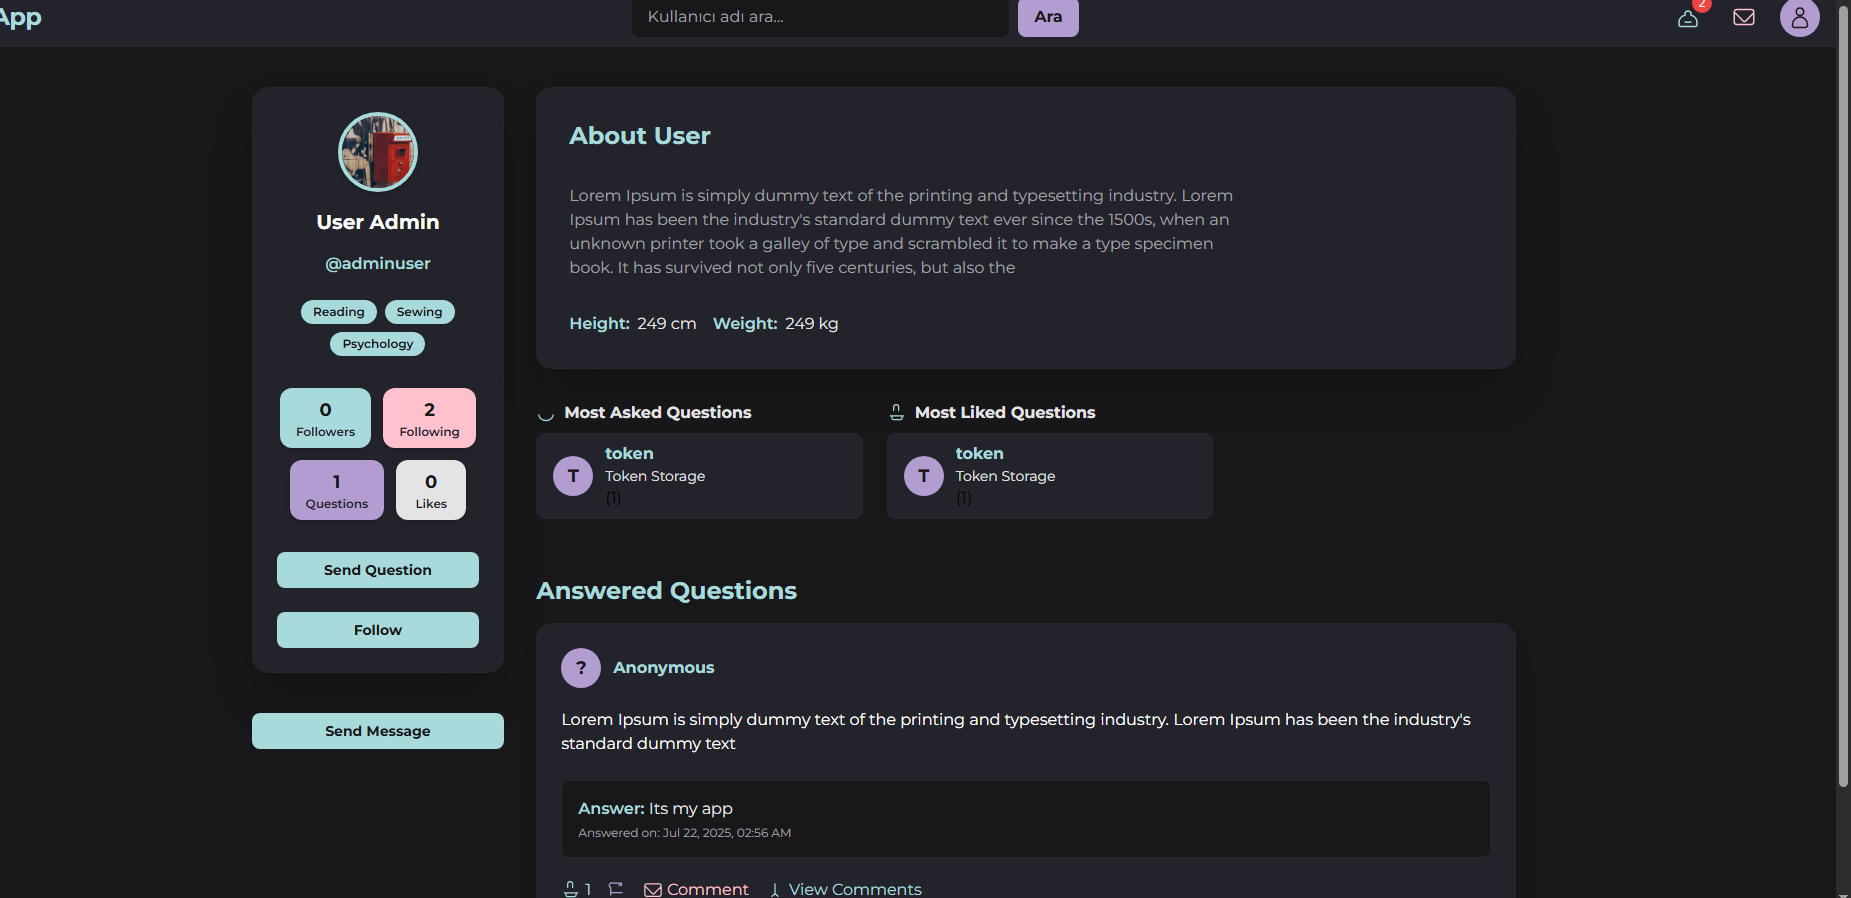 App
Kullanıcı adı ara...
Ara
2
User Admin
@adminuser
Reading
Sewing
Psychology
0
Followers
2
Following
1
Questions
0
Likes
Send Question
Follow
Send Message
About User
Lorem Ipsum is simply dummy text of the printing and typesetting industry. Lorem
Ipsum has been the industry's standard dummy text ever since the 1500s, when an
unknown printer took a galley of type and scrambled it to make a type specimen
book. It has survived not only five centuries, but also the
Height: 249 cm Weight: 249 kg
Most Asked Questions
T
token
Token Storage
(1)
Most Liked Questions
T
token
Token Storage
(1)
Answered Questions
?
Anonymous
Lorem Ipsum is simply dummy text of the printing and typesetting industry. Lorem Ipsum has been the industry's
standard dummy text
Answer: Its my app
Answered on: Jul 22, 2025, 02:56 AM
1 Comment View Comments